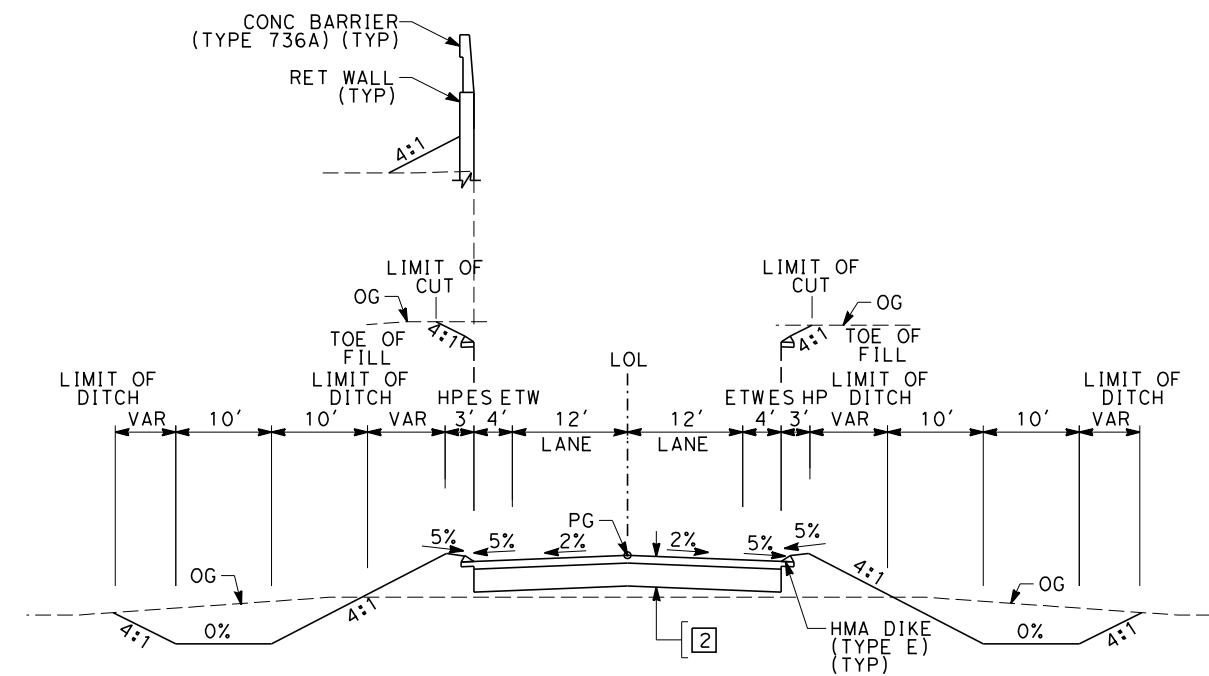 CONC BARRIER
(TYPE 736A) (TYP)
RET WALL
(TYP)
4:1
LIMIT OF
CUT
OG
4:1
LIMIT OF
CUT
OG
4:1
TOE OF
FILL
TOE OF
FILL
LOL
LIMIT OF
DITCH
LIMIT OF
DITCH
HP ES ETW
ETW ES HP
LIMIT OF
DITCH
LIMIT OF
DITCH
VAR 10' 10' VAR 3' 4' 12' 12' 4' 3' VAR 10' 10' VAR
LANE LANE
PG
5% 5% 2% 2% 5% 5%
OG
4:1
0%
4:1
4:1
OG
0%
4:1
2
HMA DIKE
(TYPE E)
(TYP)